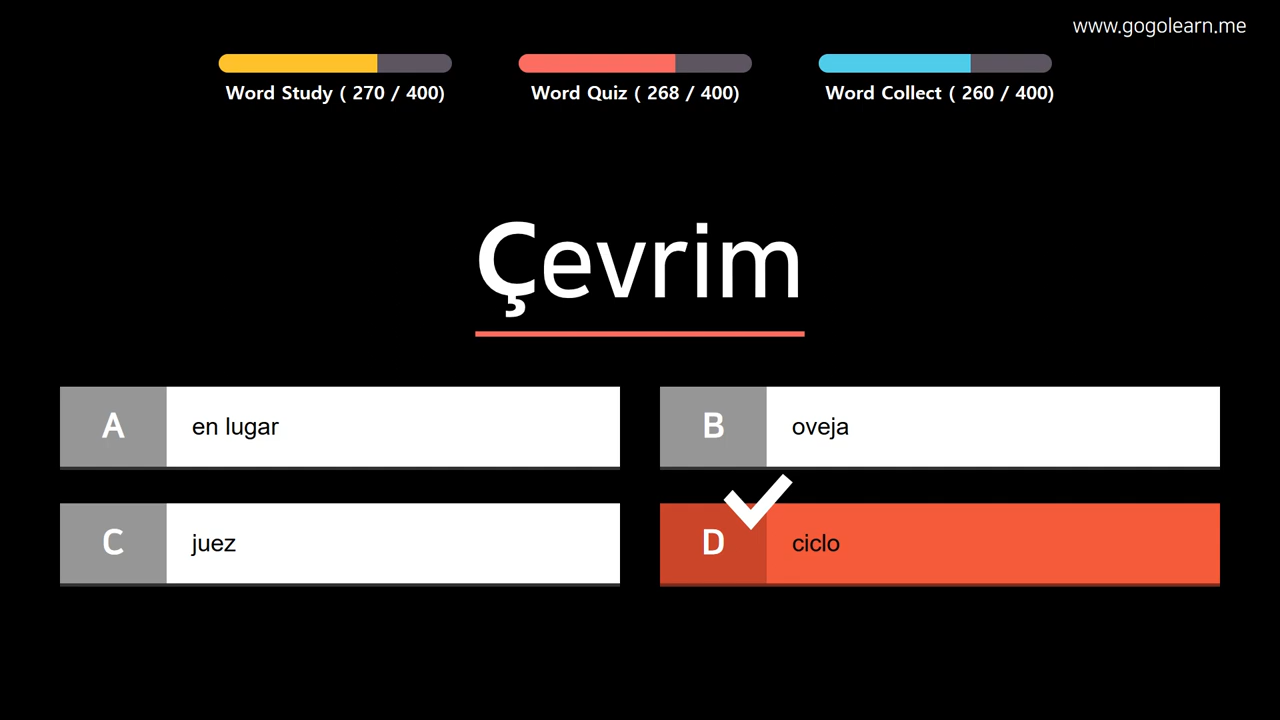 www.gogolearn.me
Word Study ( 270 / 400)
Word Quiz ( 268 / 400)
Word Collect ( 260 / 400)
Çevrim
A en lugar
B oveja
C juez
D ciclo